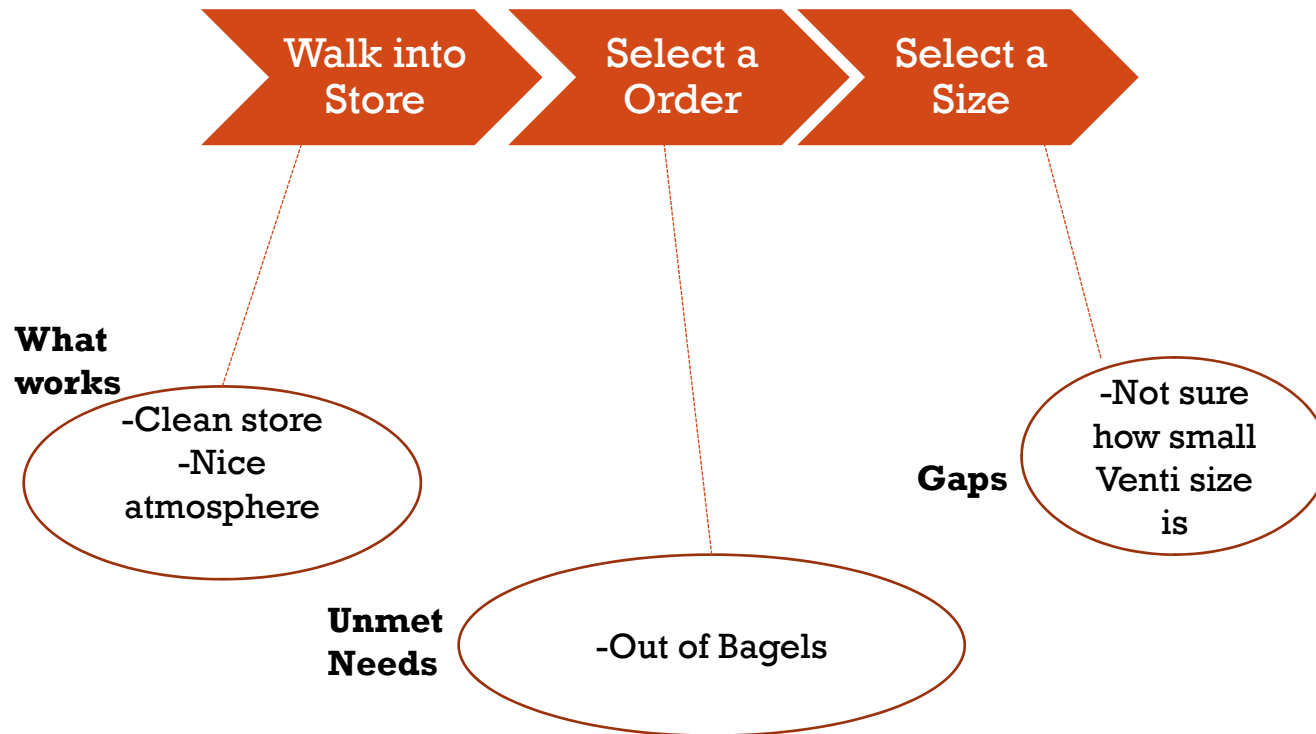 Walk into
Store
Select a
Order
Select a
Size
What
works
-Clean store
-Nice
atmosphere
Unmet
Needs
-Out of Bagels
Gaps
-Not sure
how small
Venti size
is